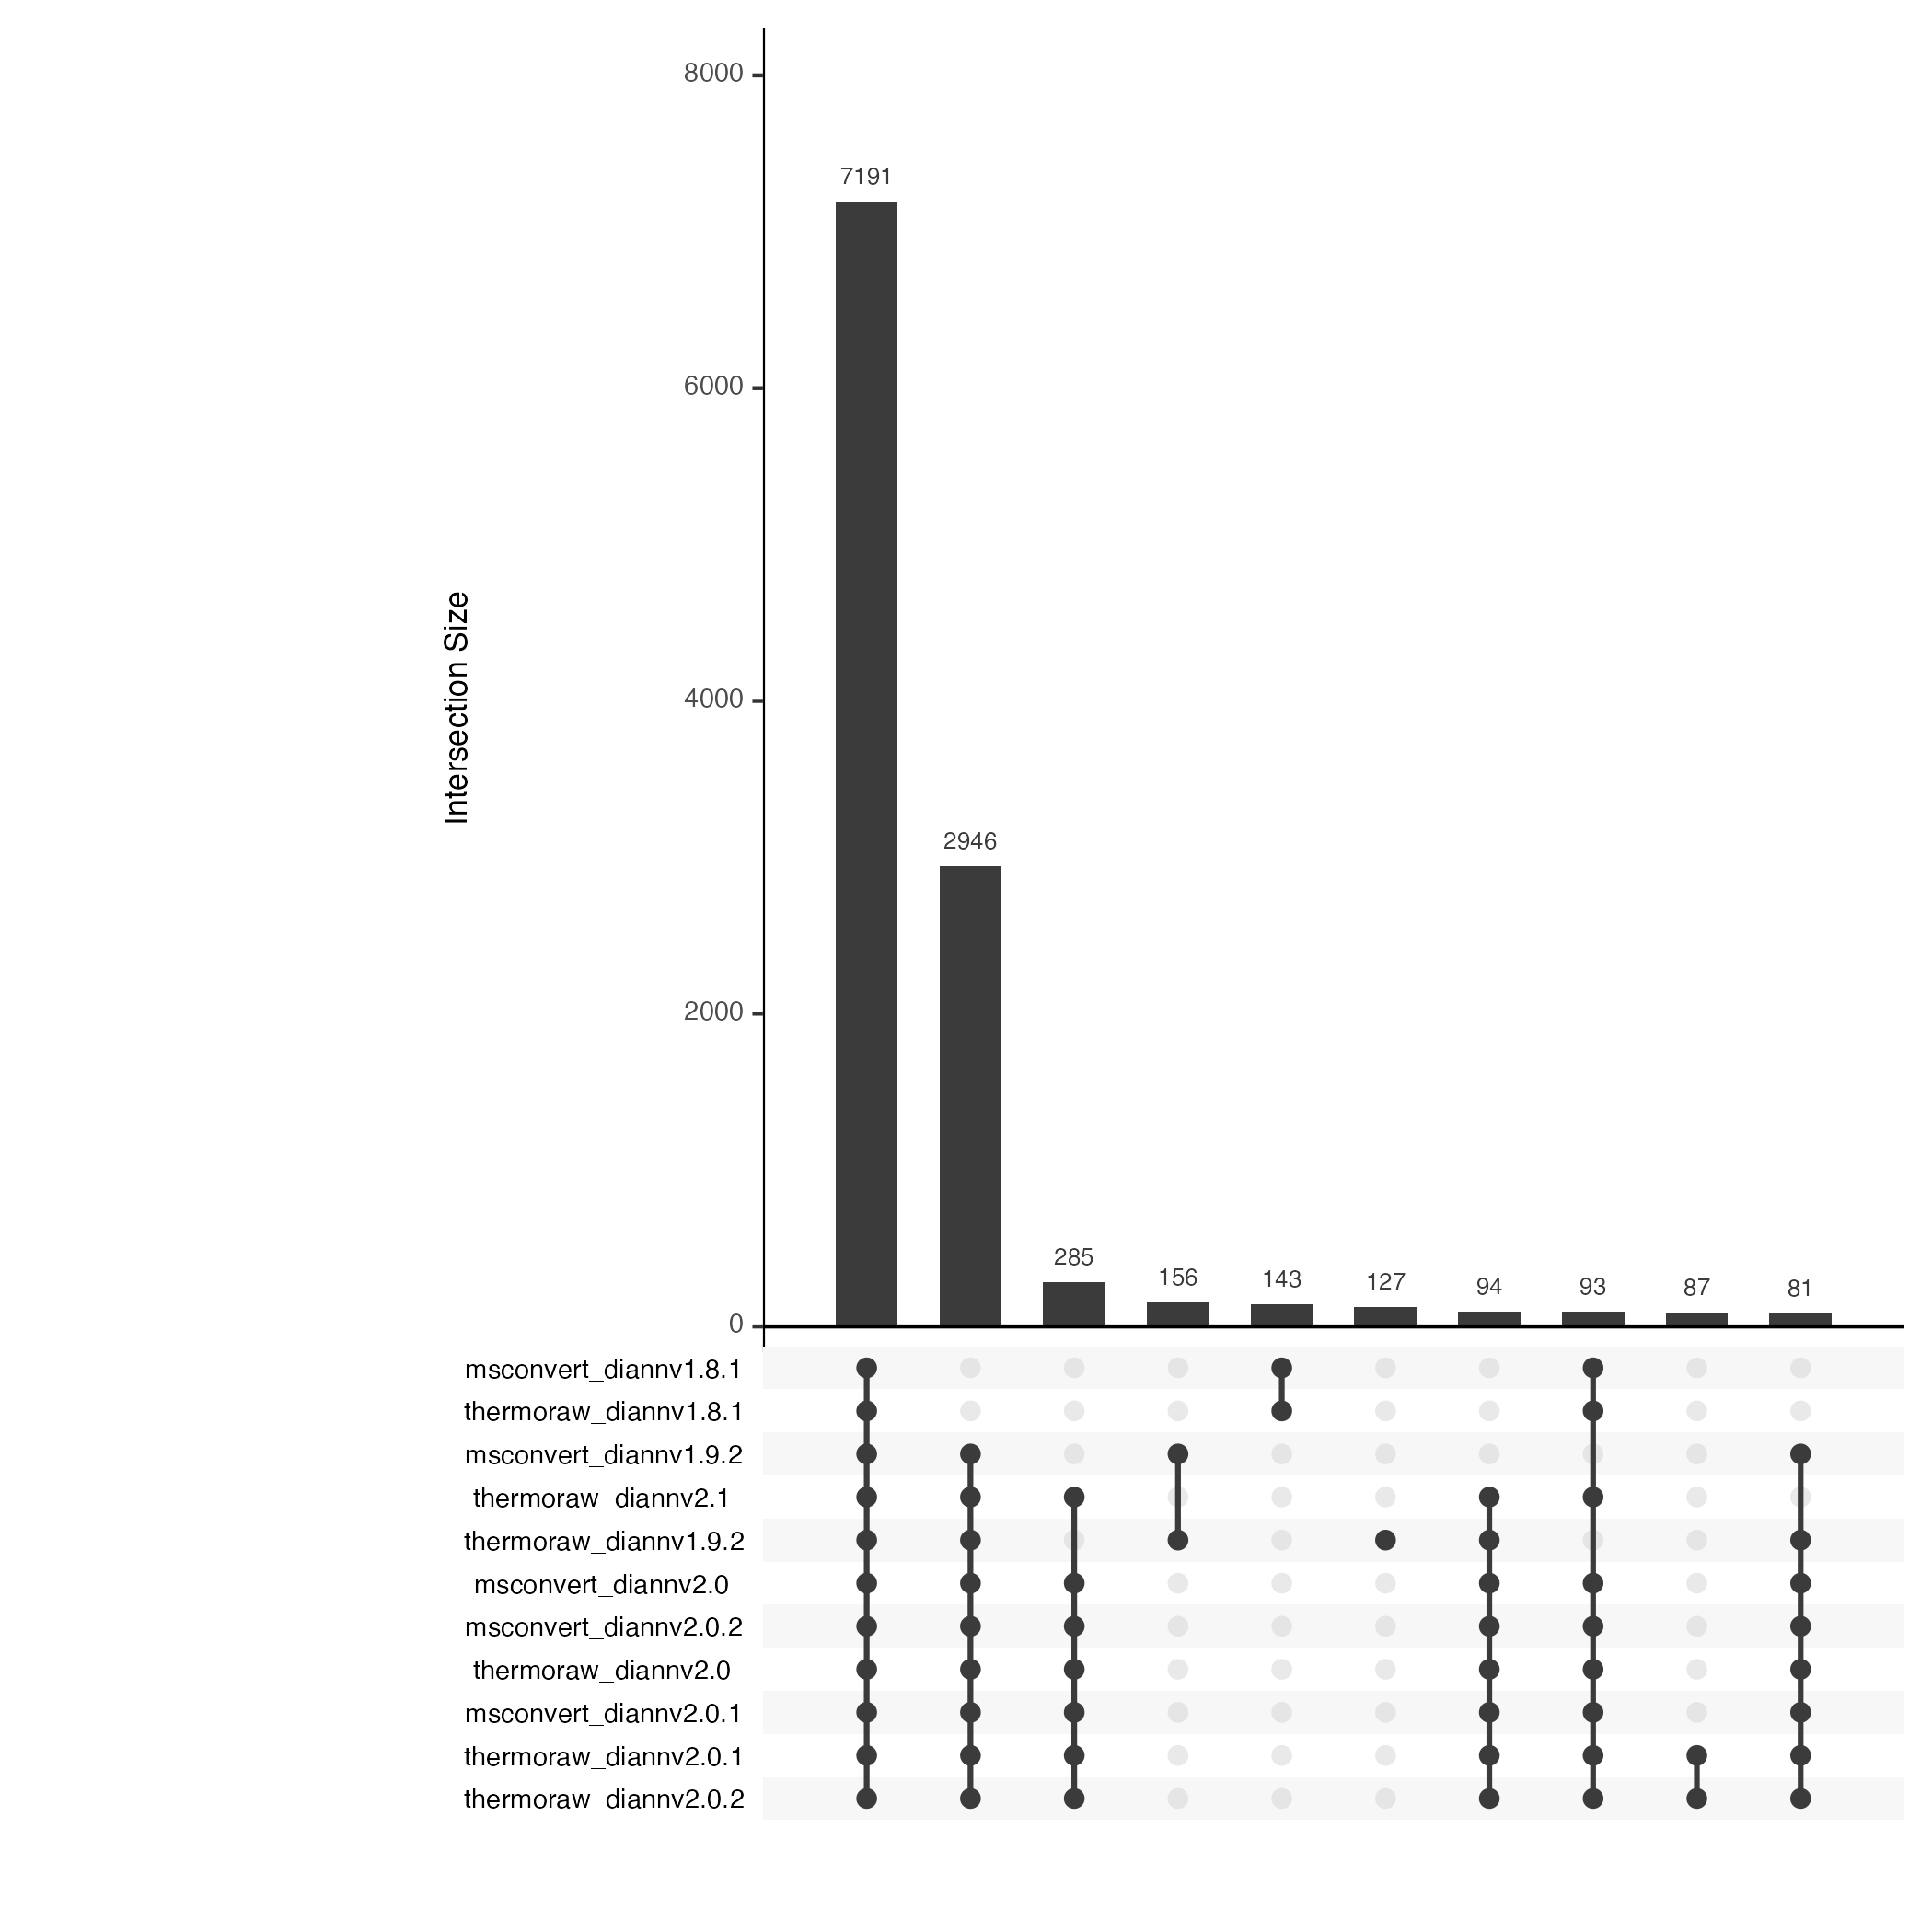 8000
6000
4000
2000
0
Intersection Size
7191
2946
285
156
143
127
94
93
87
81
msconvert_diannv1.8.1
thermoraw_diannv1.8.1
msconvert_diannv1.9.2
thermoraw_diannv2.1
thermoraw_diannv1.9.2
msconvert_diannv2.0
msconvert_diannv2.0.2
thermoraw_diannv2.0
msconvert_diannv2.0.1
thermoraw_diannv2.0.1
thermoraw_diannv2.0.2